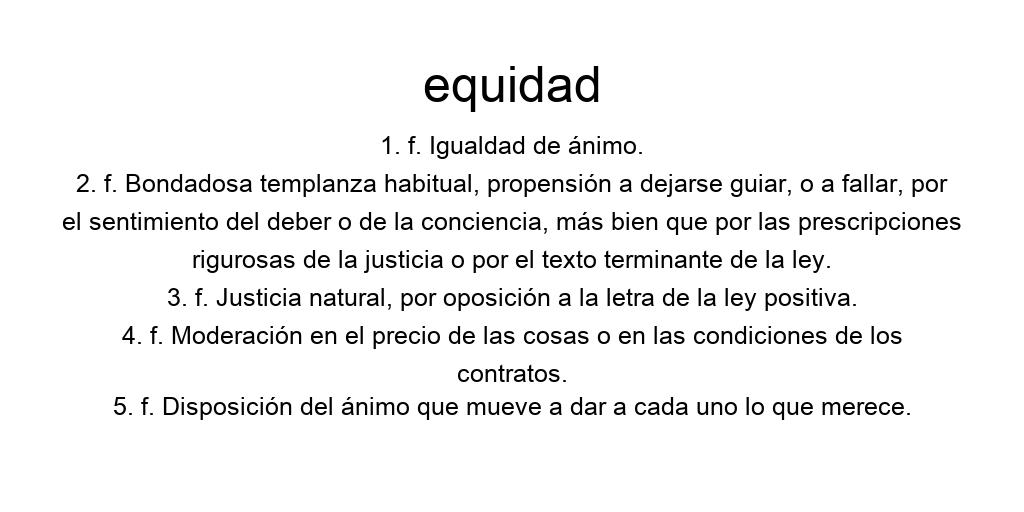 equidad
1. f. Igualdad de ánimo.
2. f. Bondadosa templanza habitual, propensión a dejarse guiar, o a fallar, por
el sentimiento del deber o de la conciencia, más bien que por las prescripciones
rigurosas de la justicia o por el texto terminante de la ley.
3. f. Justicia natural, por oposición a la letra de la ley positiva.
4. f. Moderación en el precio de las cosas o en las condiciones de los
contratos.
5. f. Disposición del ánimo que mueve a dar a cada uno lo que merece.